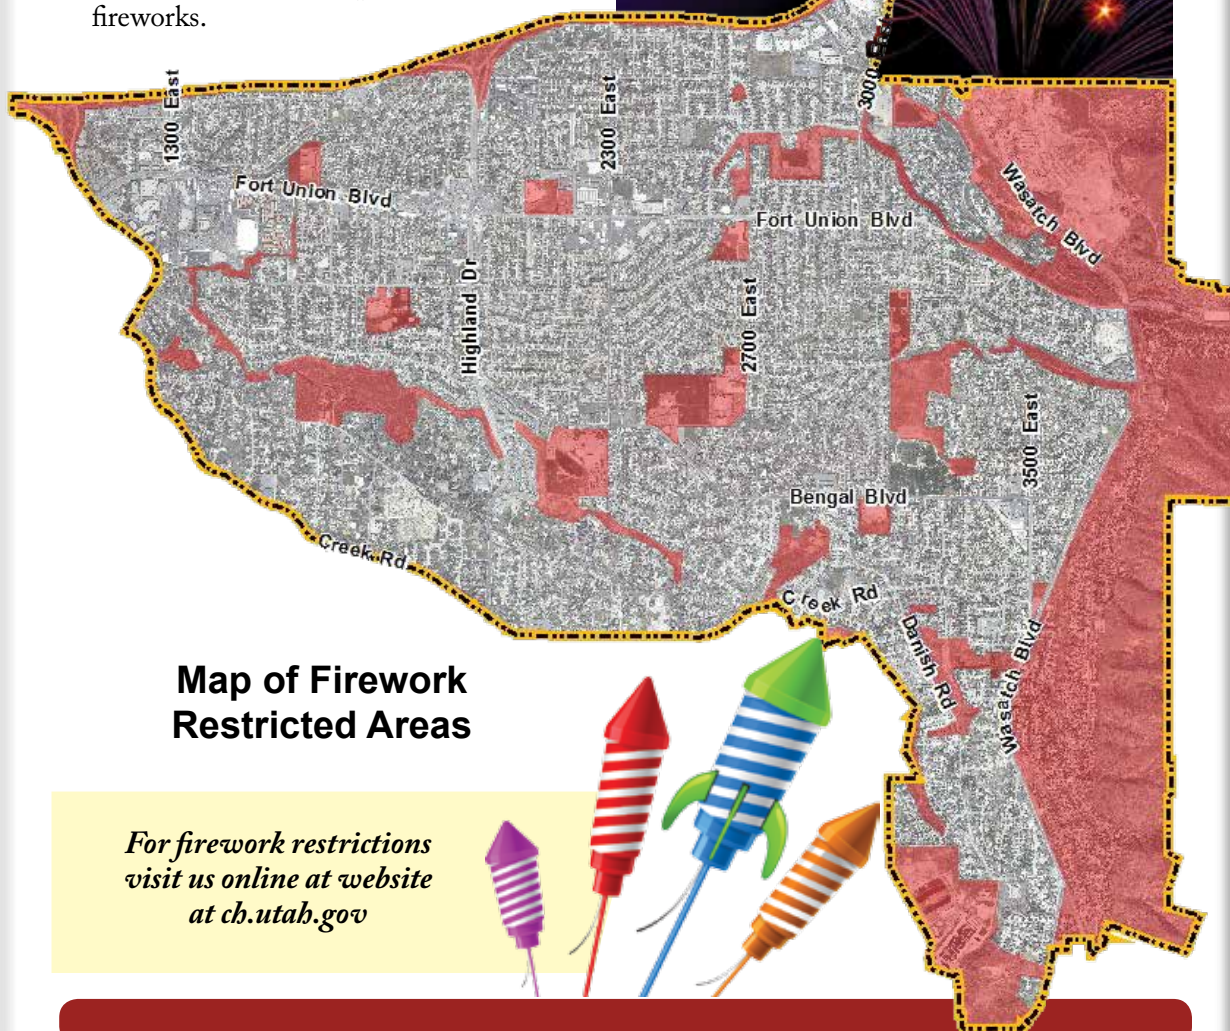 fireworks.
1300 East
2300 East
3000 East
Fort Union Blvd
Wasatch Blvd
Fort Union Blvd
Highland Dr
2700 East
3500 East
Bengal Blvd
Creek Rd
Creek Rd
Danish Rd
Wasatch Blvd
Map of Firework
Restricted Areas
For firework restrictions
visit us online at website
at ch.utah.gov